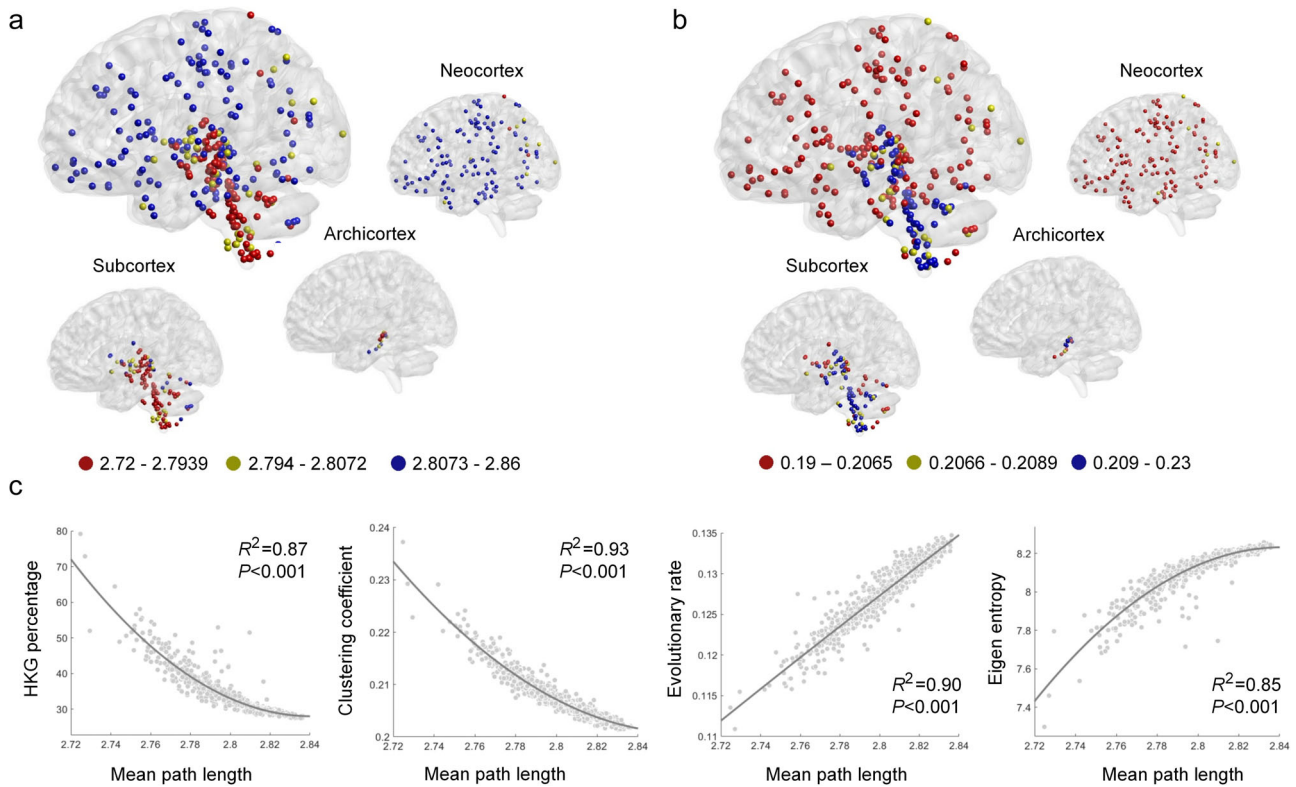 a
Neocortex
Archicortex
Subcortex
2.72 - 2.7939 2.794 - 2.8072 2.8073 - 2.86
b
Neocortex
Archicortex
Subcortex
0.19 – 0.2065 0.2066 - 0.2089 0.209 - 0.23
c
HKG percentage
80
70
60
50
40
30
R²=0.87
P<0.001
2.72 2.74 2.76 2.78 2.8 2.82 2.84
Mean path length
Clustering coefficient
0.24
0.23
0.22
0.21
0.2
R²=0.93
P<0.001
2.72 2.74 2.76 2.78 2.8 2.82 2.84
Mean path length
Evolutionary rate
0.135
0.13
0.125
0.12
0.115
0.11
R²=0.90
P<0.001
2.72 2.74 2.76 2.78 2.8 2.82 2.84
Mean path length
Eigen entropy
8.2
8
7.8
7.6
7.4
R²=0.85
P<0.001
2.72 2.74 2.76 2.78 2.8 2.82 2.84
Mean path length